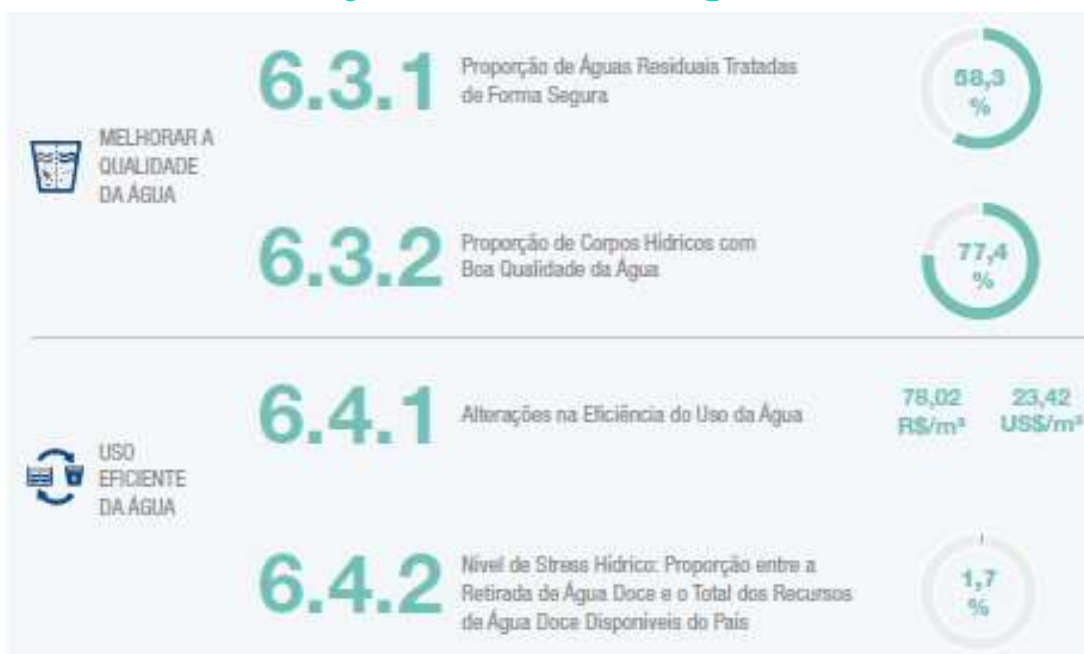 6.3.1
Proporção de Águas Residuais Tratadas
de Forma Segura
58,3
%
MELHORAR A
QUALIDADE
DA ÁGUA
6.3.2
Proporção de Corpos Hídricos com
Boa Qualidade da Água
77,4
%
6.4.1
Alterações na Eficiência do Uso da Água
78,02
R$/m³
23,42
US$/m³
USO
EFICIENTE
DA ÁGUA
6.4.2
Nível de Stress Hídrico: Proporção entre a
Retirada de Água Doce e o Total dos Recursos
de Água Doce Disponíveis do País
1,7
%